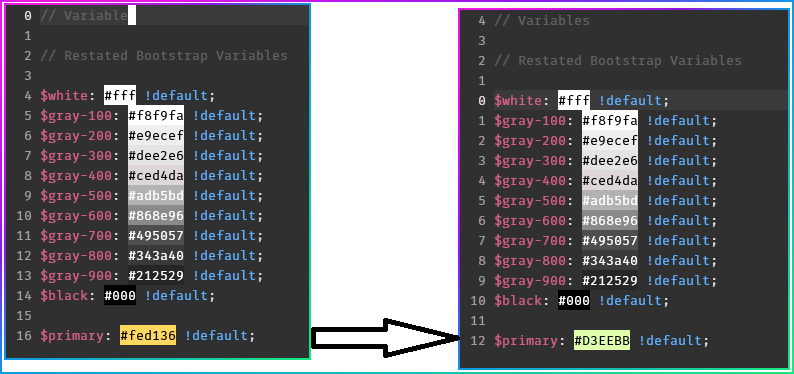 0 // Variable
1
2 // Restated Bootstrap Variables
3
4 $white: #fff !default;
5 $gray-100: #f8f9fa !default;
6 $gray-200: #e9ecef !default;
7 $gray-300: #dee2e6 !default;
8 $gray-400: #ced4da !default;
9 $gray-500: #adb5bd !default;
10 $gray-600: #868e96 !default;
11 $gray-700: #495057 !default;
12 $gray-800: #343a40 !default;
13 $gray-900: #212529 !default;
14 $black: #000 !default;
15
16 $primary: #fed136 !default;
4 // Variables
3
2 // Restated Bootstrap Variables
1
0 $white: #fff !default;
1 $gray-100: #f8f9fa !default;
2 $gray-200: #e9ecef !default;
3 $gray-300: #dee2e6 !default;
4 $gray-400: #ced4da !default;
5 $gray-500: #adb5bd !default;
6 $gray-600: #868e96 !default;
7 $gray-700: #495057 !default;
8 $gray-800: #343a40 !default;
9 $gray-900: #212529 !default;
10 $black: #000 !default;
11
12 $primary: #D3EEBB !default;